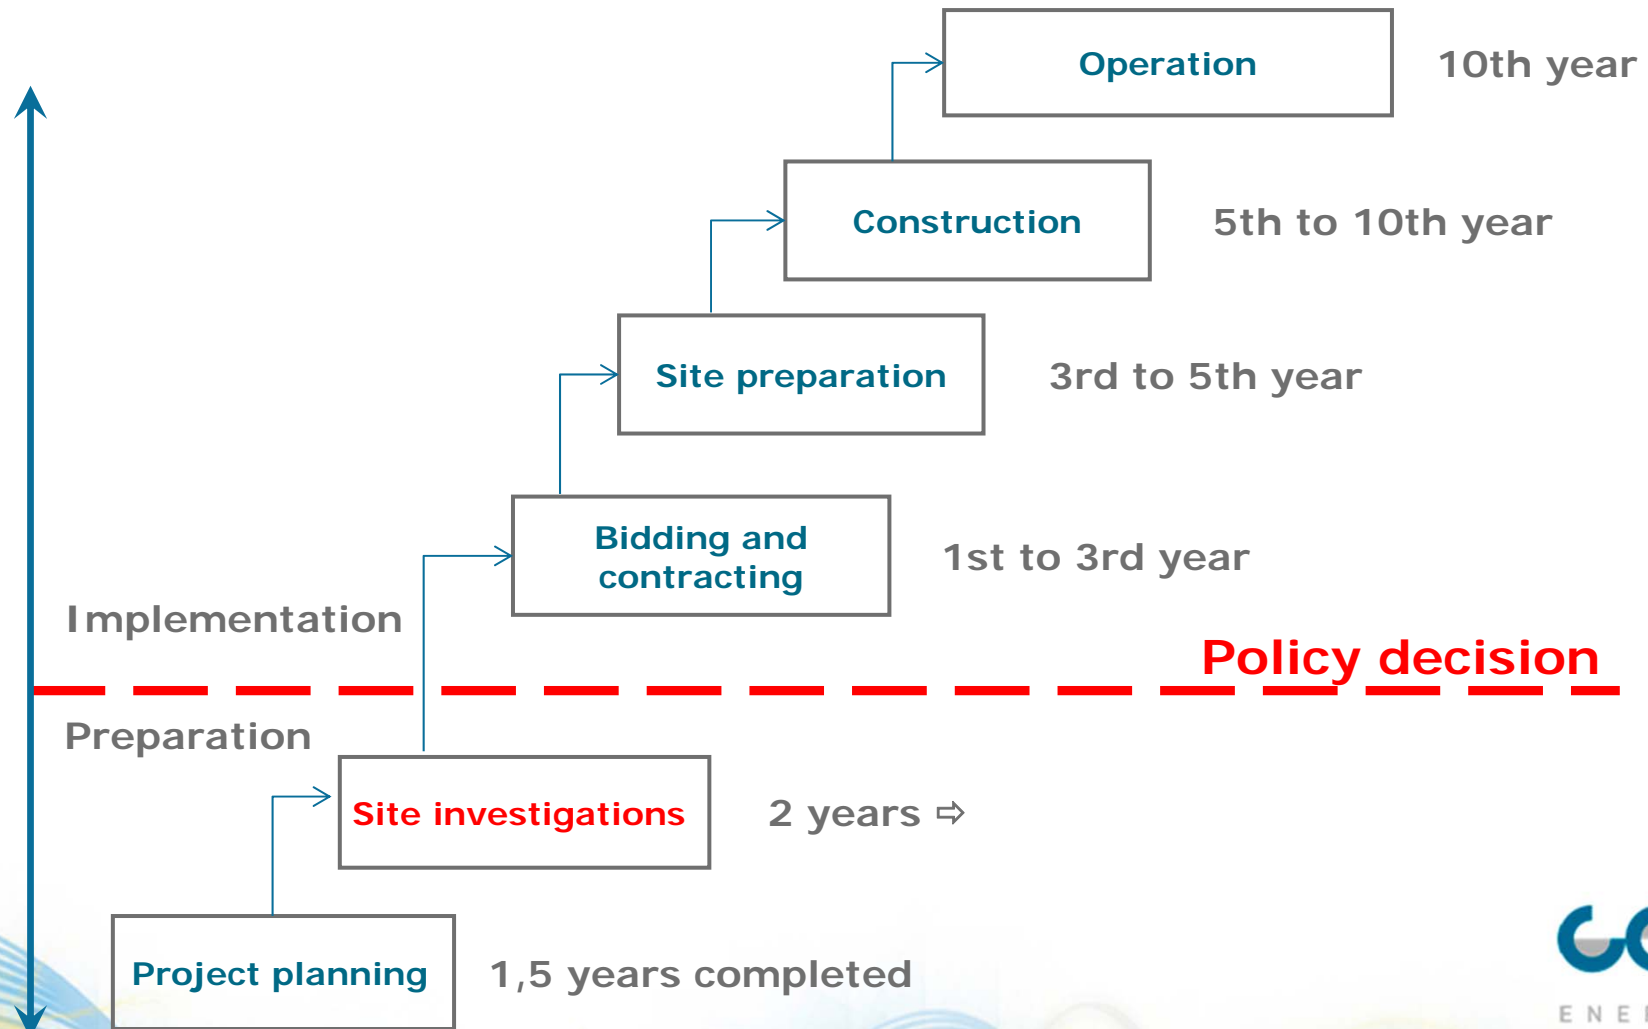 Operation
10th year
Construction
5th to 10th year
Site preparation
3rd to 5th year
Bidding and
contracting
1st to 3rd year
Implementation
Policy decision
Preparation
Site investigations
2 years ⇨
Project planning
1,5 years completed